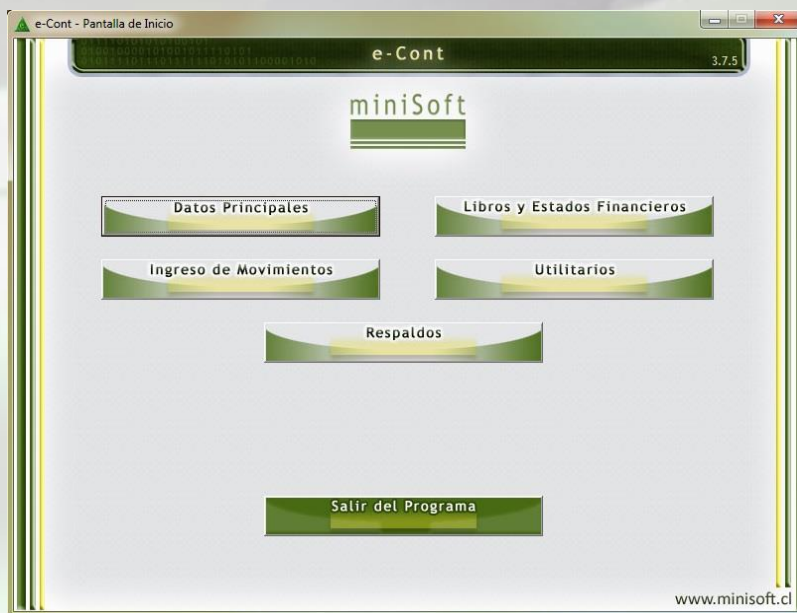 e-Cont - Pantalla de Inicio
e-Cont
3.7.5
miniSoft
Datos Principales
Libros y Estados Financieros
Ingreso de Movimientos
Utilitarios
Respaldos
Salir del Programa
www.minisoft.cl